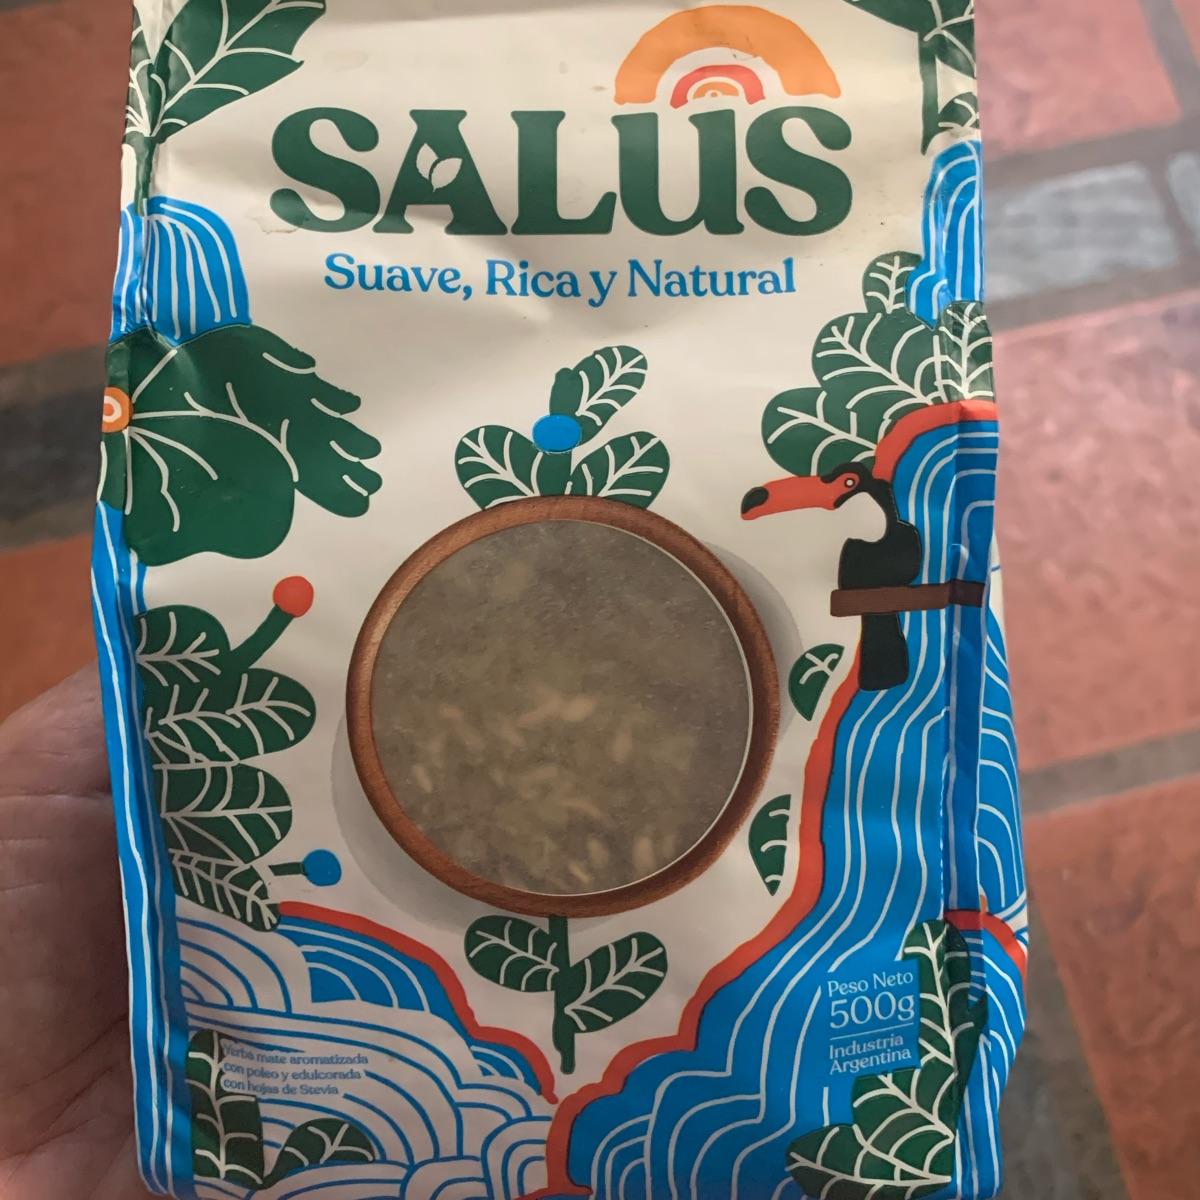 SALUS
Suave, Rica y Natural
Peso Neto
500g
Industria
Argentina
Yerba mate aromatizada
con poleo y edulcorada
con hojas de Stevia